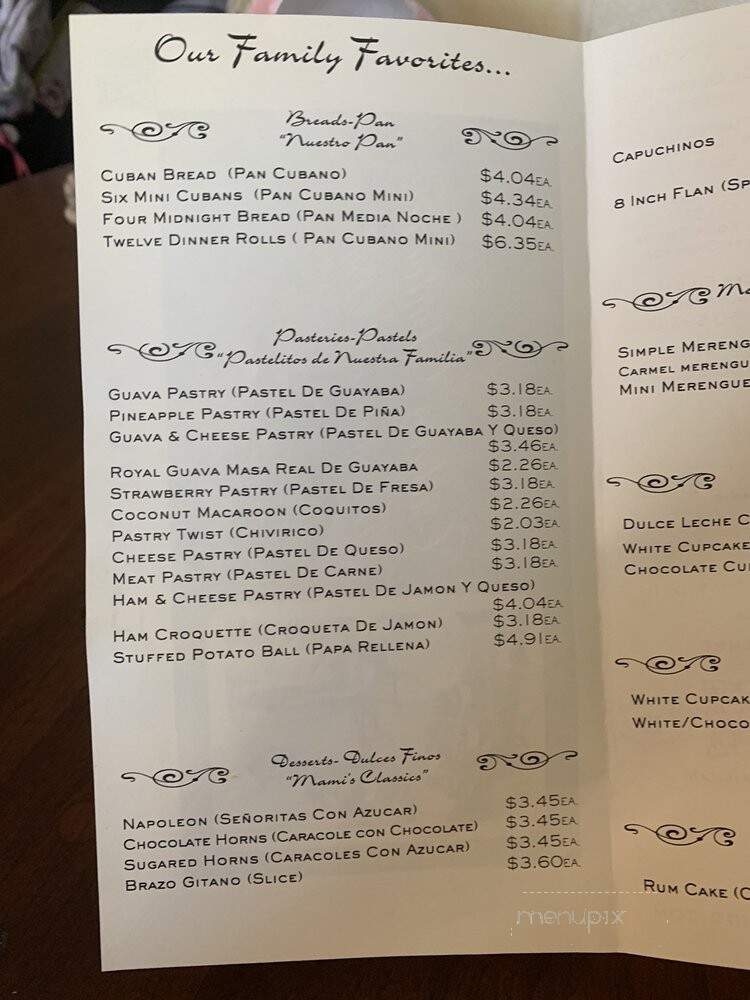 Our Family Favorites...
Breads-Pan
"Nuestro Pan"
Cuban Bread (Pan Cubano) $4.04ea.
Six Mini Cubans (Pan Cubano Mini) $4.34ea.
Four Midnight Bread (Pan Media Noche ) $4.04ea.
Twelve Dinner Rolls ( Pan Cubano Mini) $6.35ea.
Pasteries-Pastels
"Pastelitos de Nuestra Familia"
Guava Pastry (Pastel De Guayaba) $3.18ea.
Pineapple Pastry (Pastel De Piña) $3.18ea.
Guava & Cheese Pastry (Pastel De Guayaba Y Queso)
$3.46ea.
Royal Guava Masa Real De Guayaba $2.26ea.
Strawberry Pastry (Pastel De Fresa) $3.18ea.
Coconut Macaroon (Coquitos) $2.26ea.
Pastry Twist (Chivirico) $2.03ea.
Cheese Pastry (Pastel De Queso) $3.18ea.
Meat Pastry (Pastel De Carne) $3.18ea.
Ham & Cheese Pastry (Pastel De Jamon Y Queso)
$4.04ea.
Ham Croquette (Croqueta De Jamon) $3.18ea.
Stuffed Potato Ball (Papa Rellena) $4.91ea.
Desserts- Dulces Finos
"Mami's Classics"
Napoleon (Señoritas Con Azucar) $3.45ea.
Chocolate Horns (Caracole con Chocolate) $3.45ea.
Sugared Horns (Caracoles Con Azucar) $3.45ea.
Brazo Gitano (Slice) $3.60ea.
Capuchinos
8 Inch Flan (Sp
Me
Simple Mereng
Carmel merengu
Mini Merengue
Dulce Leche C
White Cupcake
Chocolate Cu
White Cupcak
White/Choco
Rum Cake (C
menupix